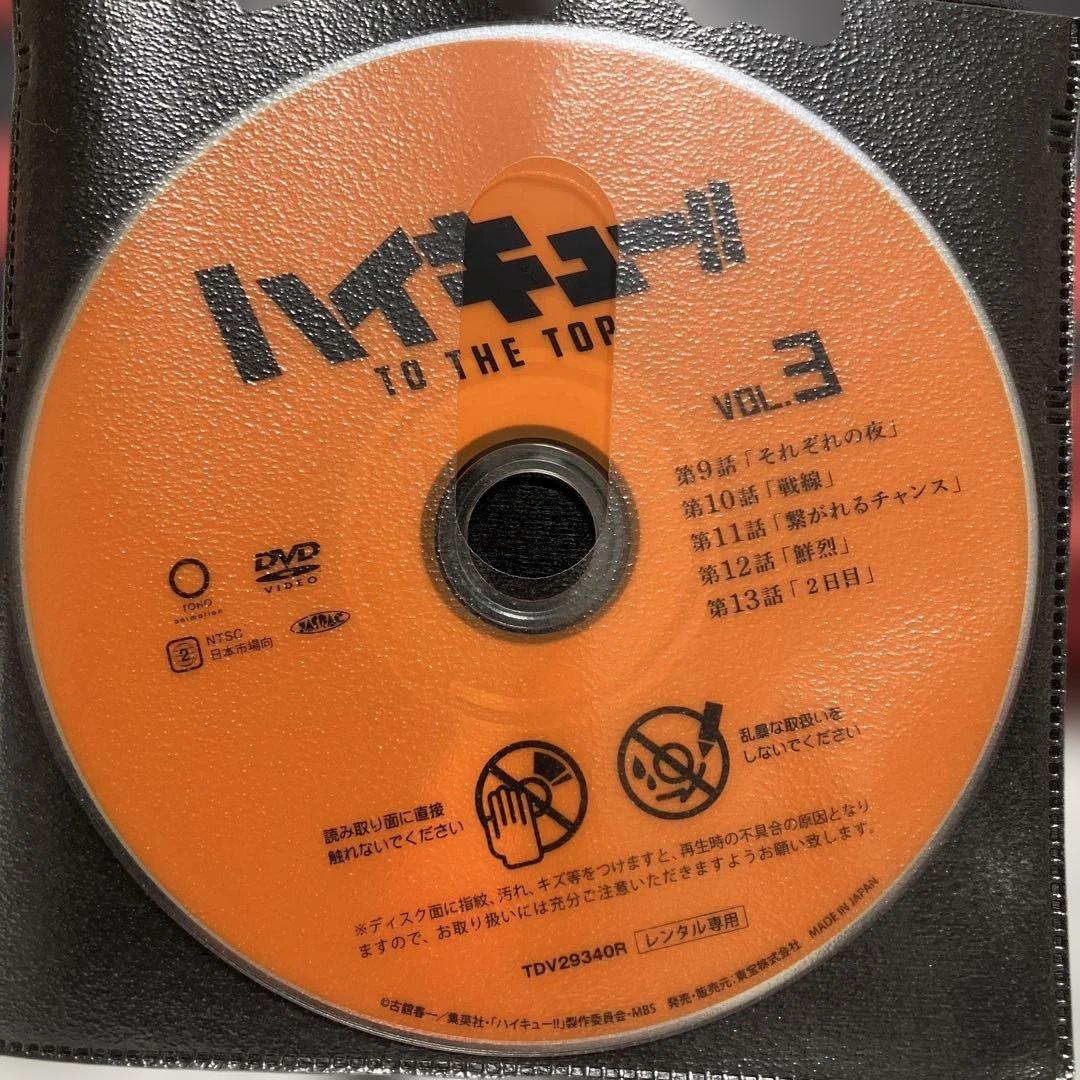 ハイキュー!!
TO THE TOP
VOL.3
第9話「それぞれの夜」
第10話「戦線」
第11話「繋がれるチャンス」
第12話「鮮烈」
第13話「2日目」
TOHO
animation
DVD
VIDEO
2
NTSC
日本市場向
JASRAC
読み取り面に直接
触れないでください
乱暴な取扱いを
しないでください
※ディスク面に指紋、汚れ、キズ等をつけますと、再生時の不具合の原因となり
ますので、お取り扱いには充分ご注意いただきますようお願い致します。
TDV29340R レンタル専用
©古舘春一/集英社・「ハイキュー!!」製作委員会・MBS 発売・販売元:東宝株式会社 MADE IN JAPAN